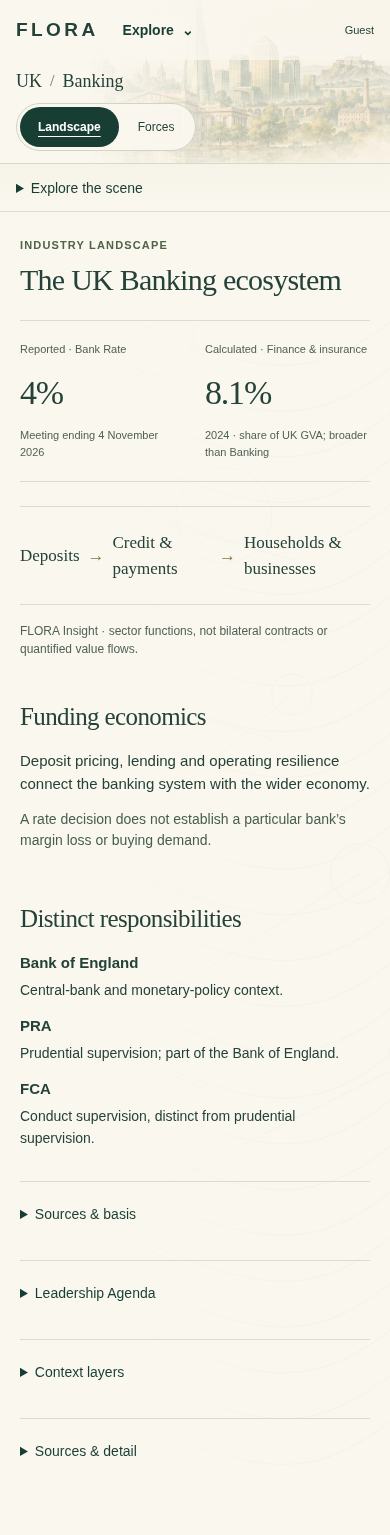 FLORA Explore ⌄ Guest
UK / Banking
Landscape Forces
▶ Explore the scene
INDUSTRY LANDSCAPE
The UK Banking ecosystem
Reported · Bank Rate
4%
Meeting ending 4 November
2026
Calculated · Finance & insurance
8.1%
2024 · share of UK GVA; broader
than Banking
Deposits → Credit &
payments → Households &
businesses
FLORA Insight · sector functions, not bilateral contracts or
quantified value flows.
Funding economics
Deposit pricing, lending and operating resilience
connect the banking system with the wider economy.
A rate decision does not establish a particular bank’s
margin loss or buying demand.
Distinct responsibilities
Bank of England
Central-bank and monetary-policy context.
PRA
Prudential supervision; part of the Bank of England.
FCA
Conduct supervision, distinct from prudential
supervision.
▶ Sources & basis
▶ Leadership Agenda
▶ Context layers
▶ Sources & detail